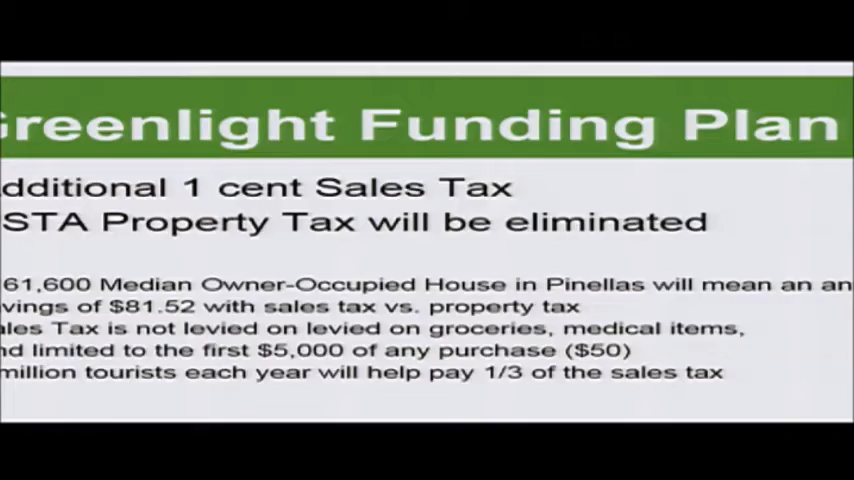 Greenlight Funding Plan
dditional 1 cent Sales Tax
STA Property Tax will be eliminated
61,600 Median Owner-Occupied House in Pinellas will mean an an
vings of $81.52 with sales tax vs. property tax
ales Tax is not levied on levied on groceries, medical items,
nd limited to the first $5,000 of any purchase ($50)
million tourists each year will help pay 1/3 of the sales tax